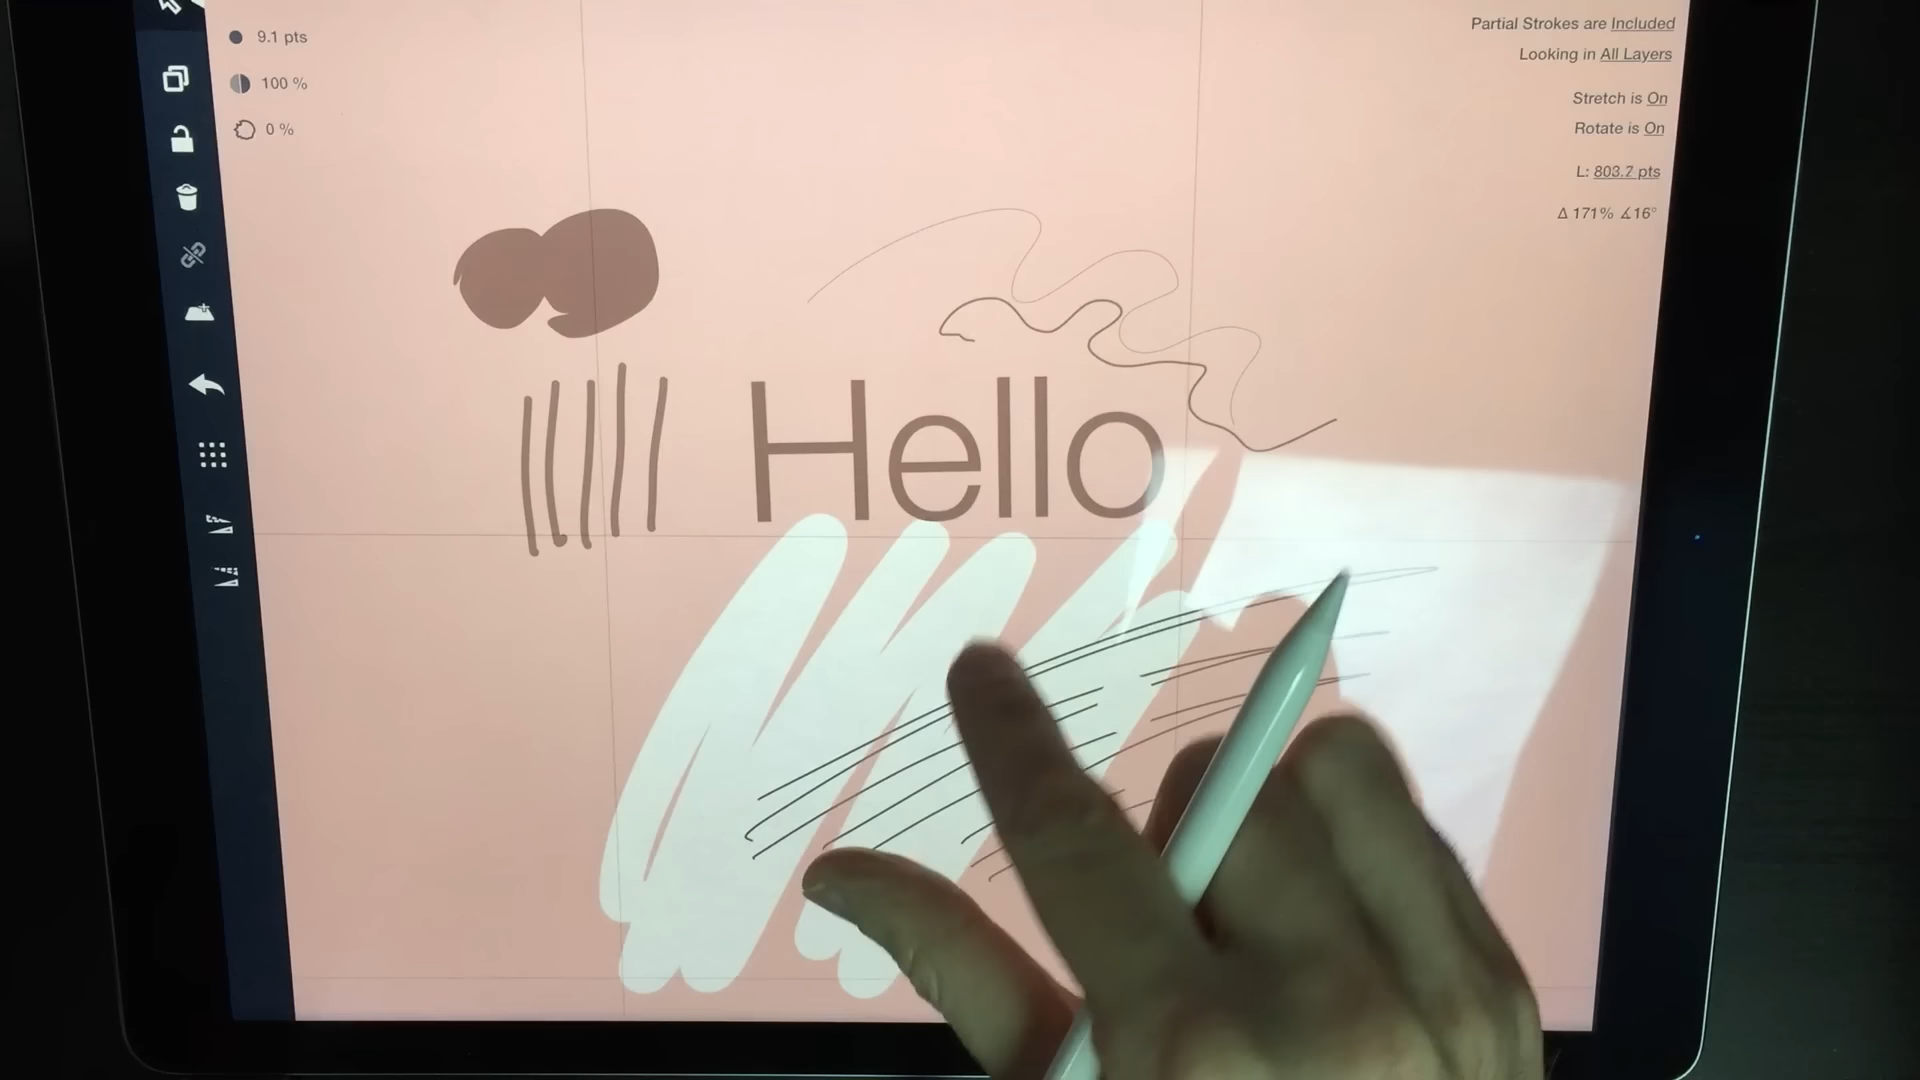 9.1 pts
100 %
0 %
Partial Strokes are Included
Looking in All Layers
Stretch is On
Rotate is On
L: 803.7 pts
Δ 171% ∡16°
Hello